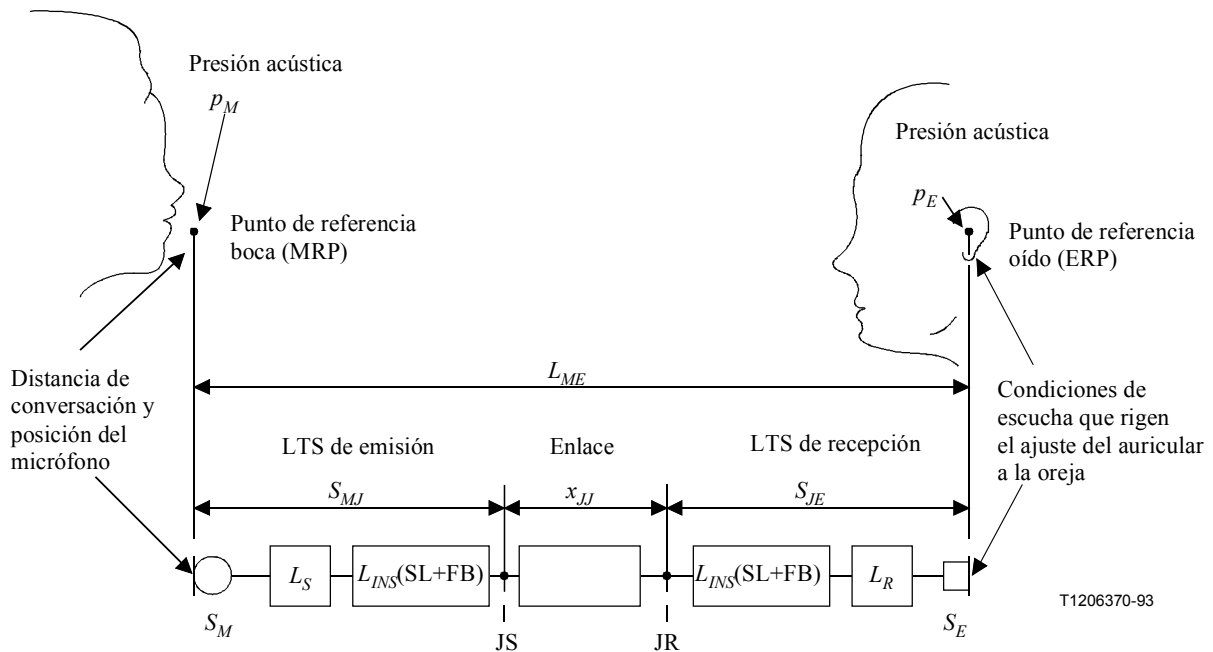 Presión acústica
p_M
Presión acústica
p_E
Punto de referencia
boca (MRP)
Punto de referencia
oído (ERP)
L_ME
Distancia de
conversación y
posición del
micrófono
Condiciones de
escucha que rigen
el ajuste del auricular
a la oreja
LTS de emisión
Enlace
LTS de recepción
S_MJ
x_JJ
S_JE
L_S
L_INS(SL+FB)
L_INS(SL+FB)
L_R
T1206370-93
S_M
JS
JR
S_E